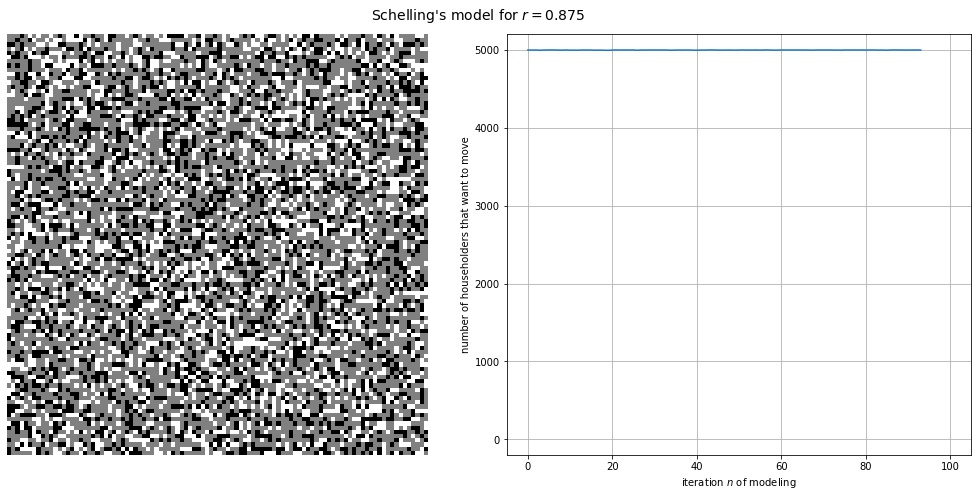 Schelling's model for r = 0.875
number of householders that want to move
5000
4000
3000
2000
1000
0
0 20 40 60 80 100
iteration n of modeling